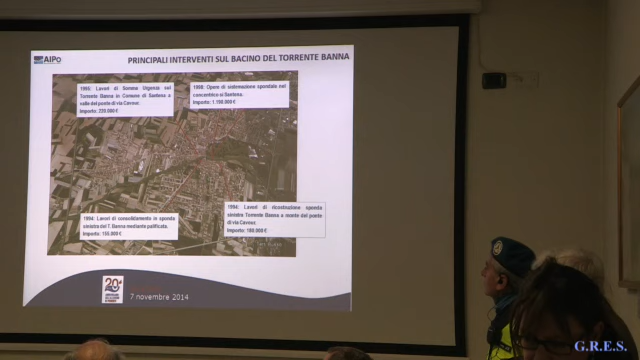 AIPo
PRINCIPALI INTERVENTI SUL BACINO DEL TORRENTE BANNA
1995: Lavori di Somma Urgenza sul
Torrente Banna in Comune di Santena a
valle del ponte di via Cavour.
Importo: 220.000 €
1998: Opere di sistemazione spondale nel
concentrico si Santena.
Importo: 1.190.000 €
1994: Lavori di consolidamento in sponda
sinistra del T. Banna mediante palificata.
Importo: 155.000 €
1994: Lavori di ricostruzione sponda
sinistra Torrente Banna a monte del ponte
di via Cavour.
Importo: 180.000 €
20
7 novembre 2014
G.R.E.S.